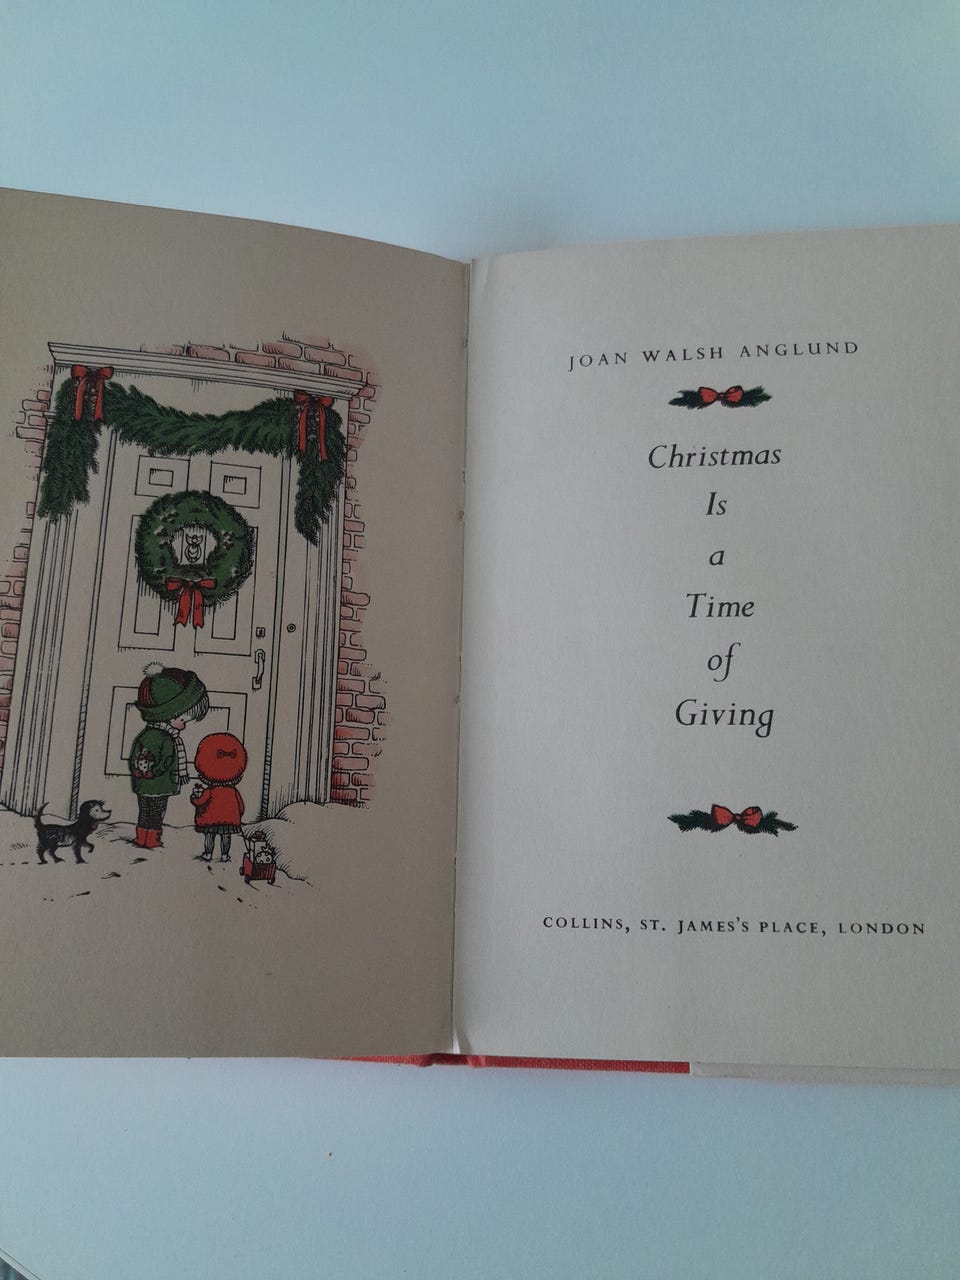 JOAN WALSH ANGLUND
Christmas
Is
a
Time
of
Giving
COLLINS, ST. JAMES'S PLACE, LONDON